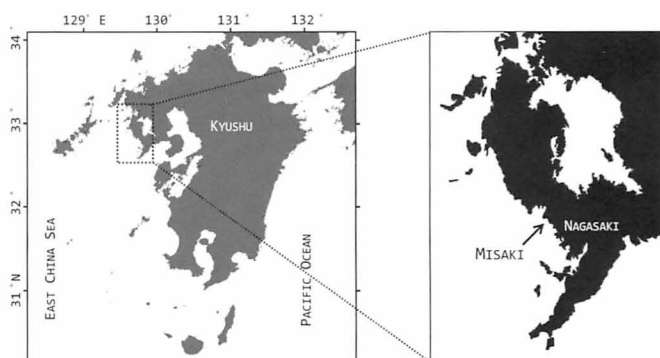 129° E 130° 131° 132°
34°
33°
32°
31° N
KYUSHU
EAST CHINA SEA
PACIFIC OCEAN
NAGASAKI
MISAKI